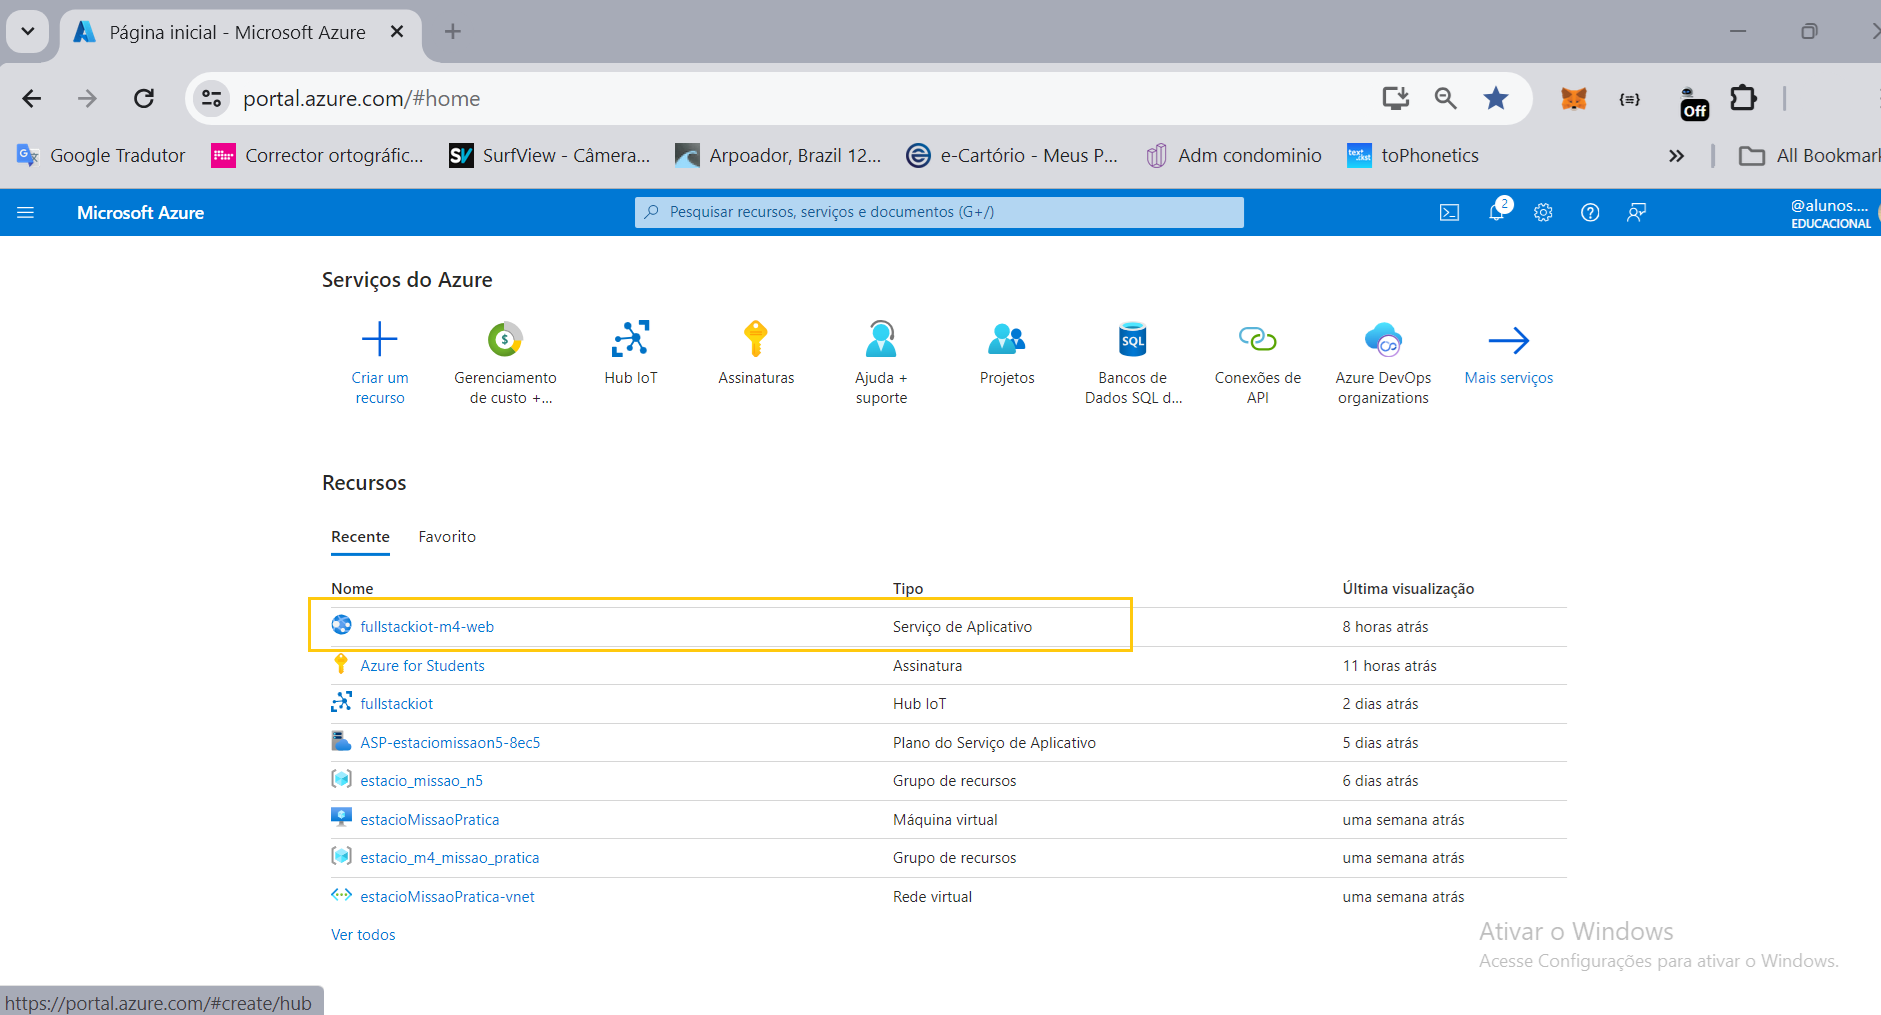 Página inicial - Microsoft Azure
portal.azure.com/#home
Off
Google Tradutor
Corrector ortográfic...
SV
SurfView - Câmera...
Arpoador, Brazil 12...
e-Cartório - Meus P...
Adm condominio
toPhonetics
All Bookmark
Microsoft Azure
Pesquisar recursos, serviços e documentos (G+/)
2
@alunos....
EDUCACIONAL
Serviços do Azure
Criar um recurso
Gerenciamento de custo +...
Hub IoT
Assinaturas
Ajuda + suporte
Projetos
SQL
Bancos de Dados SQL d...
Conexões de API
Azure DevOps organizations
Mais serviços
Recursos
Recente Favorito
Nome Tipo Última visualização
fullstackiot-m4-web Serviço de Aplicativo 8 horas atrás
Azure for Students Assinatura 11 horas atrás
fullstackiot Hub IoT 2 dias atrás
ASP-estaciomissaon5-8ec5 Plano do Serviço de Aplicativo 5 dias atrás
estacio_missao_n5 Grupo de recursos 6 dias atrás
estacioMissaoPratica Máquina virtual uma semana atrás
estacio_m4_missao_pratica Grupo de recursos uma semana atrás
estacioMissaoPratica-vnet Rede virtual uma semana atrás
Ver todos
Ativar o Windows
Acesse Configurações para ativar o Windows.
https://portal.azure.com/#create/hub